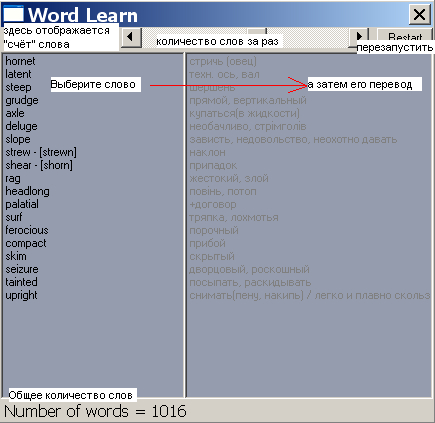 Word Learn
здесь отображается
"счёт" слова
количество слов за раз
Restart
перезапустить
hornet
latent
steep
grudge
axle
deluge
slope
strew - [strewn]
shear - [shorn]
rag
headlong
palatial
surf
ferocious
compact
skim
seizure
tainted
upright
Выберите слово
а затем его перевод
стричь (овец)
техн. ось, вал
шершень
прямой, вертикальный
купаться(в жидкости)
необачливо, стрімголів
зависть, недовольство, неохотно давать
наклон
припадок
жестокий, злой
повінь, потоп
+договор
тряпка, лохмотья
порочный
прибой
скрытый
дворцовый, роскошный
посыпать, раскидывать
снимать(пену, накипь) / легко и плавно скольз
Общее количество слов
Number of words = 1016